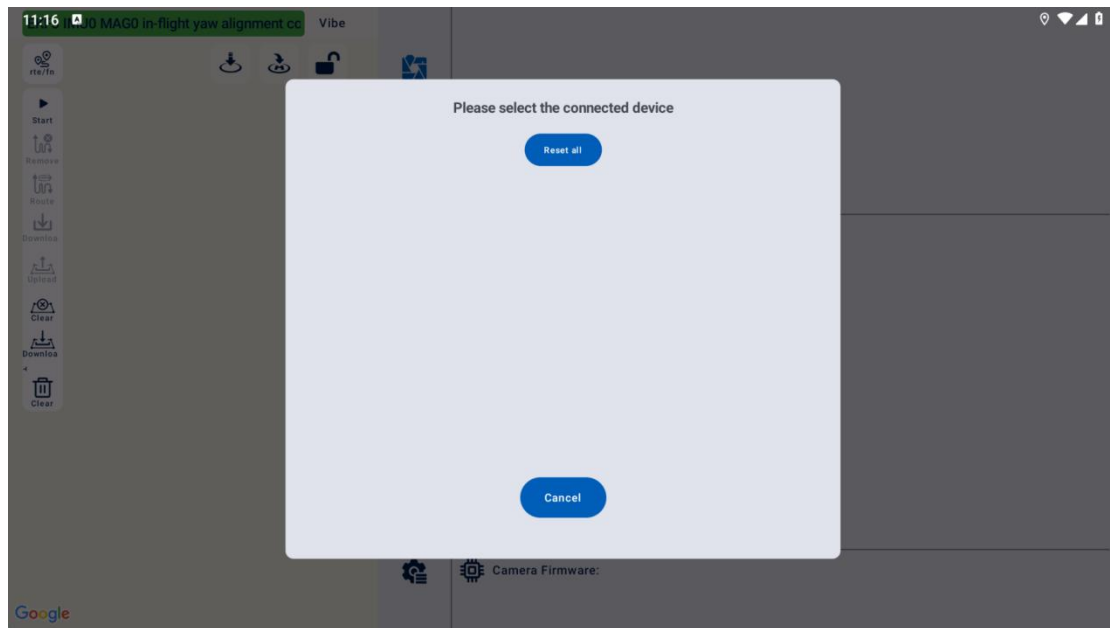 11:16
IMU0 MAG0 in-flight yaw alignment cc
Vibe
rte/fn
Start
Remove
Route
Downloa
Upload
Clear
Downloa
Clear
Please select the connected device
Reset all
Cancel
Camera Firmware:
Google